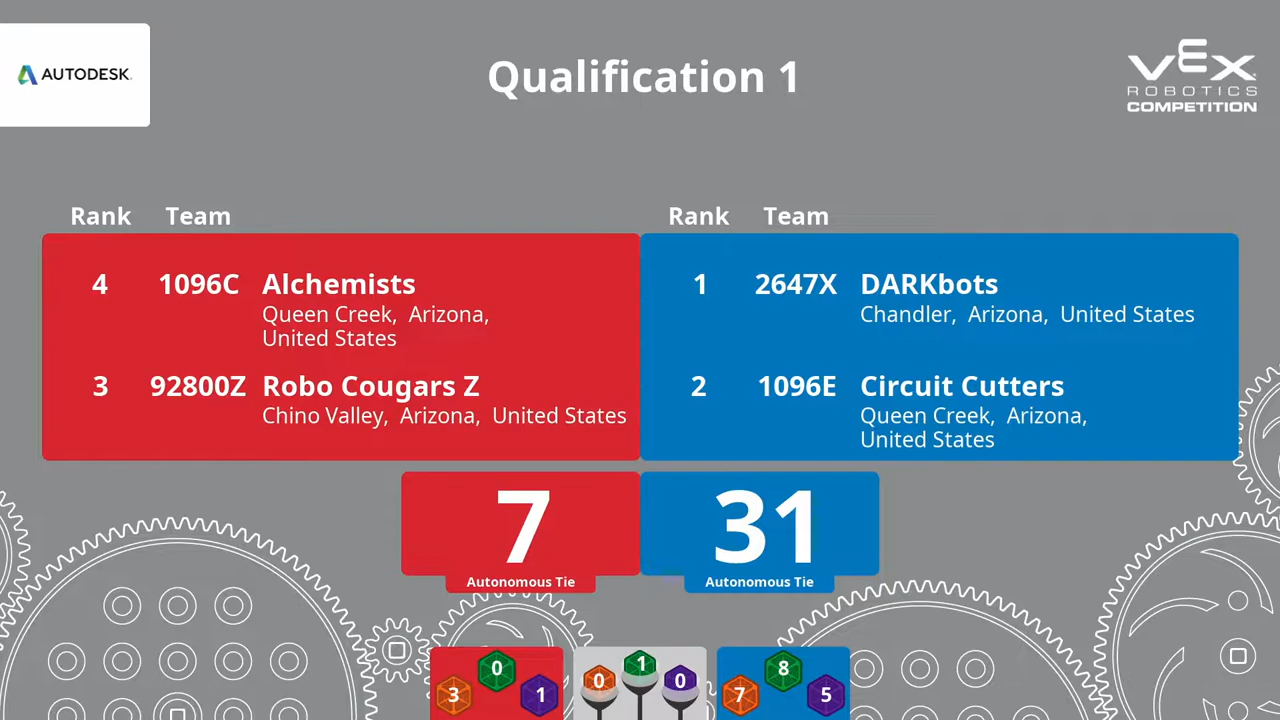 AUTODESK
Qualification 1
VEX
ROBOTICS
COMPETITION
Rank Team
4 1096C Alchemists
Queen Creek, Arizona,
United States
3 92800Z Robo Cougars Z
Chino Valley, Arizona, United States
Rank Team
1 2647X DARKbots
Chandler, Arizona, United States
2 1096E Circuit Cutters
Queen Creek, Arizona,
United States
7
Autonomous Tie
31
Autonomous Tie
3 0 1
0 1 0
7 8 5